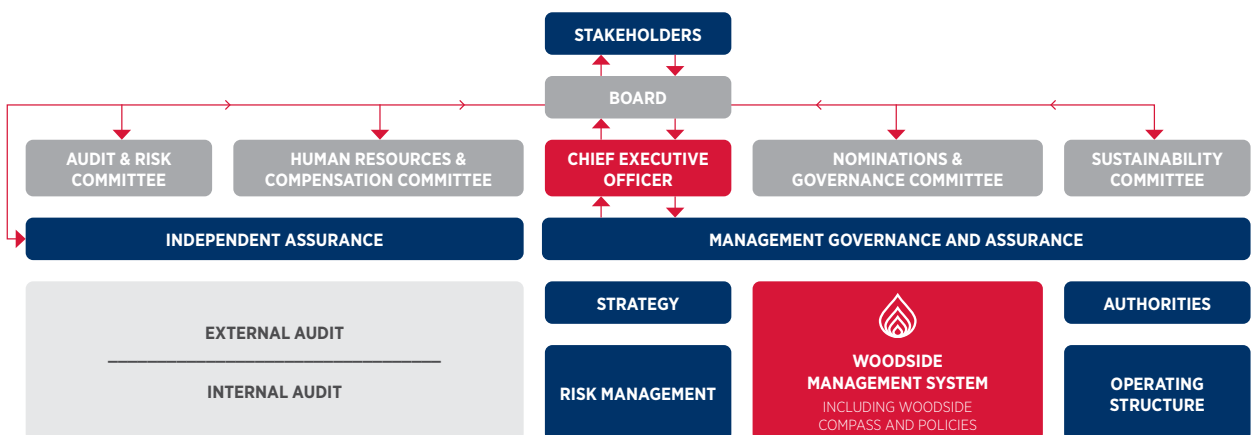 STAKEHOLDERS
BOARD
AUDIT & RISK
COMMITTEE
HUMAN RESOURCES &
COMPENSATION COMMITTEE
CHIEF EXECUTIVE
OFFICER
NOMINATIONS &
GOVERNANCE COMMITTEE
SUSTAINABILITY
COMMITTEE
INDEPENDENT ASSURANCE
MANAGEMENT GOVERNANCE AND ASSURANCE
EXTERNAL AUDIT
INTERNAL AUDIT
STRATEGY
RISK MANAGEMENT
WOODSIDE
MANAGEMENT SYSTEM
INCLUDING WOODSIDE
COMPASS AND POLICIES
AUTHORITIES
OPERATING
STRUCTURE